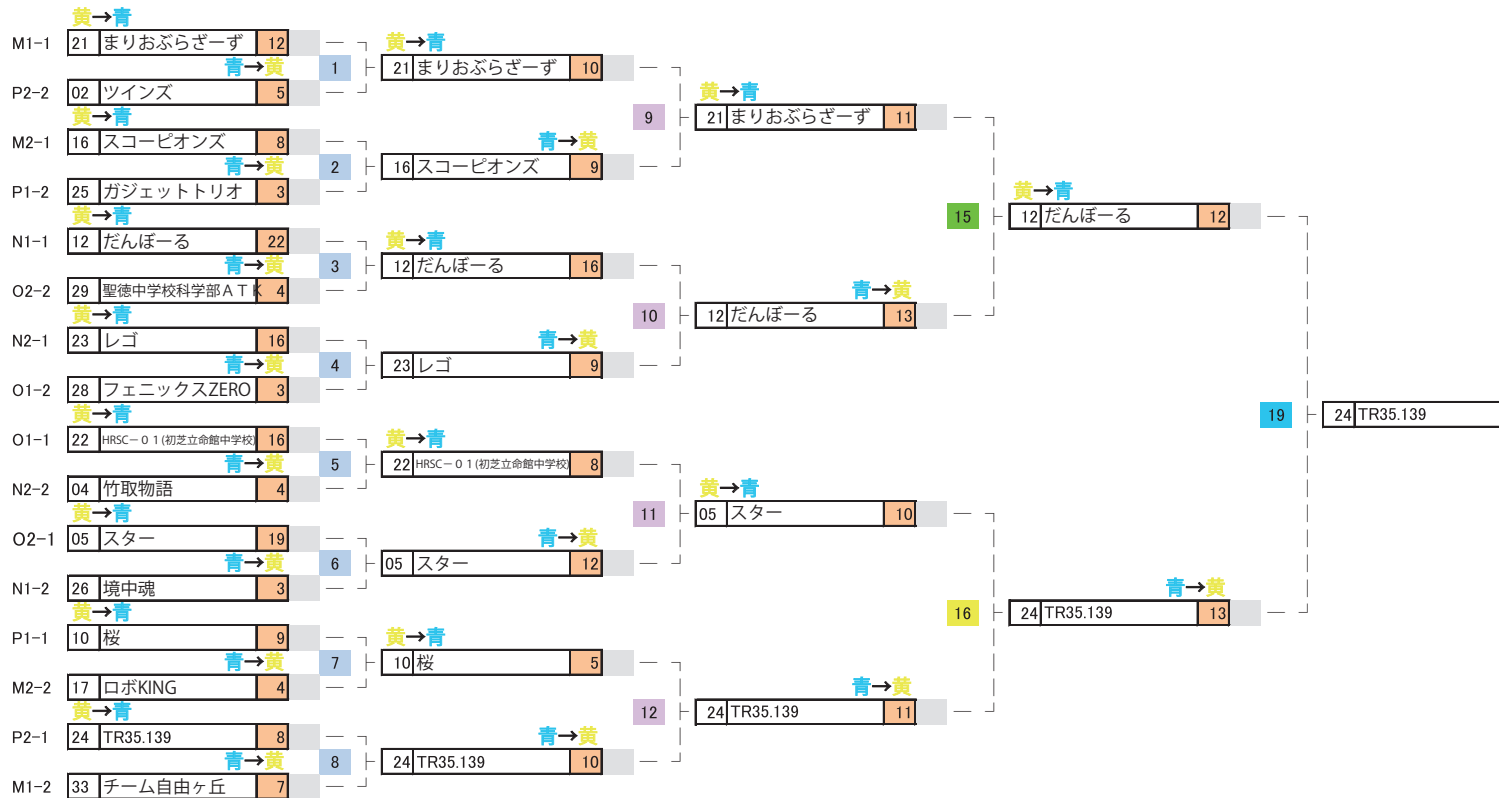 黄→青
M1-1 21 まりおぶらざーず 12
青→黄
1
P2-2 02 ツインズ 5
黄→青
M2-1 16 スコーピオンズ 8
青→黄
2
P1-2 25 ガジェットトリオ 3
黄→青
N1-1 12 だんぼーる 22
青→黄
3
O2-2 29 聖徳中学校科学部ATK 4
黄→青
N2-1 23 レゴ 16
青→黄
4
O1-2 28 フェニックスZERO 3
黄→青
O1-1 22 HRSC-01(初芝立命館中学校) 16
青→黄
5
N2-2 04 竹取物語 4
黄→青
O2-1 05 スター 19
青→黄
6
N1-2 26 境中魂 3
黄→青
P1-1 10 桜 9
青→黄
7
M2-2 17 ロボKING 4
黄→青
P2-1 24 TR35.139 8
青→黄
8
M1-2 33 チーム自由ヶ丘 7
黄→青
21 まりおぶらざーず 10
9
青→黄
16 スコーピオンズ 9
黄→青
12 だんぼーる 16
10
青→黄
23 レゴ 9
黄→青
22 HRSC-01(初芝立命館中学校) 8
11
青→黄
05 スター 12
黄→青
10 桜 5
12
青→黄
24 TR35.139 10
黄→青
21 まりおぶらざーず 11
15
青→黄
12 だんぼーる 13
黄→青
05 スター 10
16
青→黄
24 TR35.139 11
黄→青
12 だんぼーる 12
19
青→黄
24 TR35.139 13
24 TR35.139